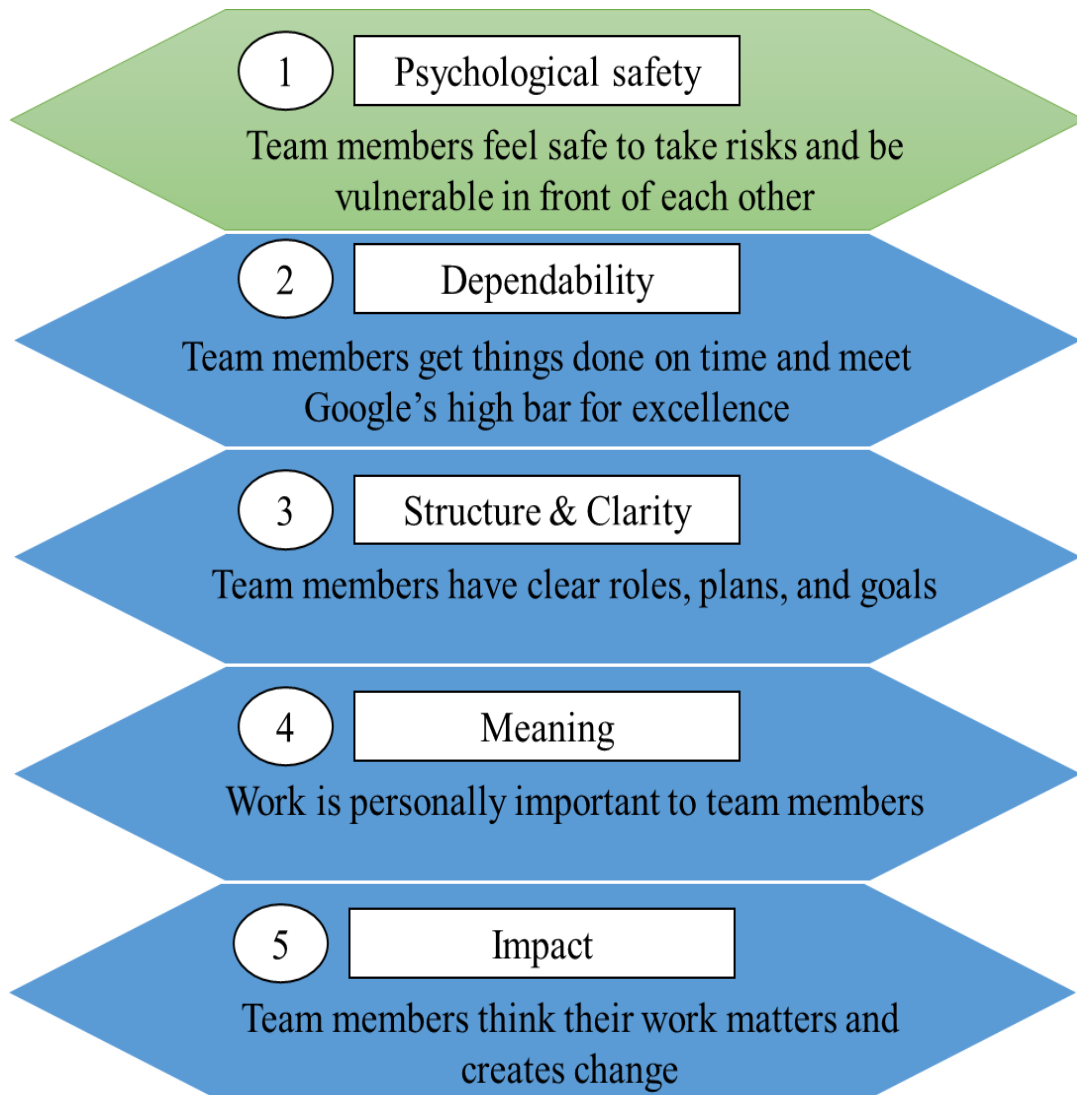 1 Psychological safety
Team members feel safe to take risks and be
vulnerable in front of each other
2 Dependability
Team members get things done on time and meet
Google’s high bar for excellence
3 Structure & Clarity
Team members have clear roles, plans, and goals
4 Meaning
Work is personally important to team members
5 Impact
Team members think their work matters and
creates change